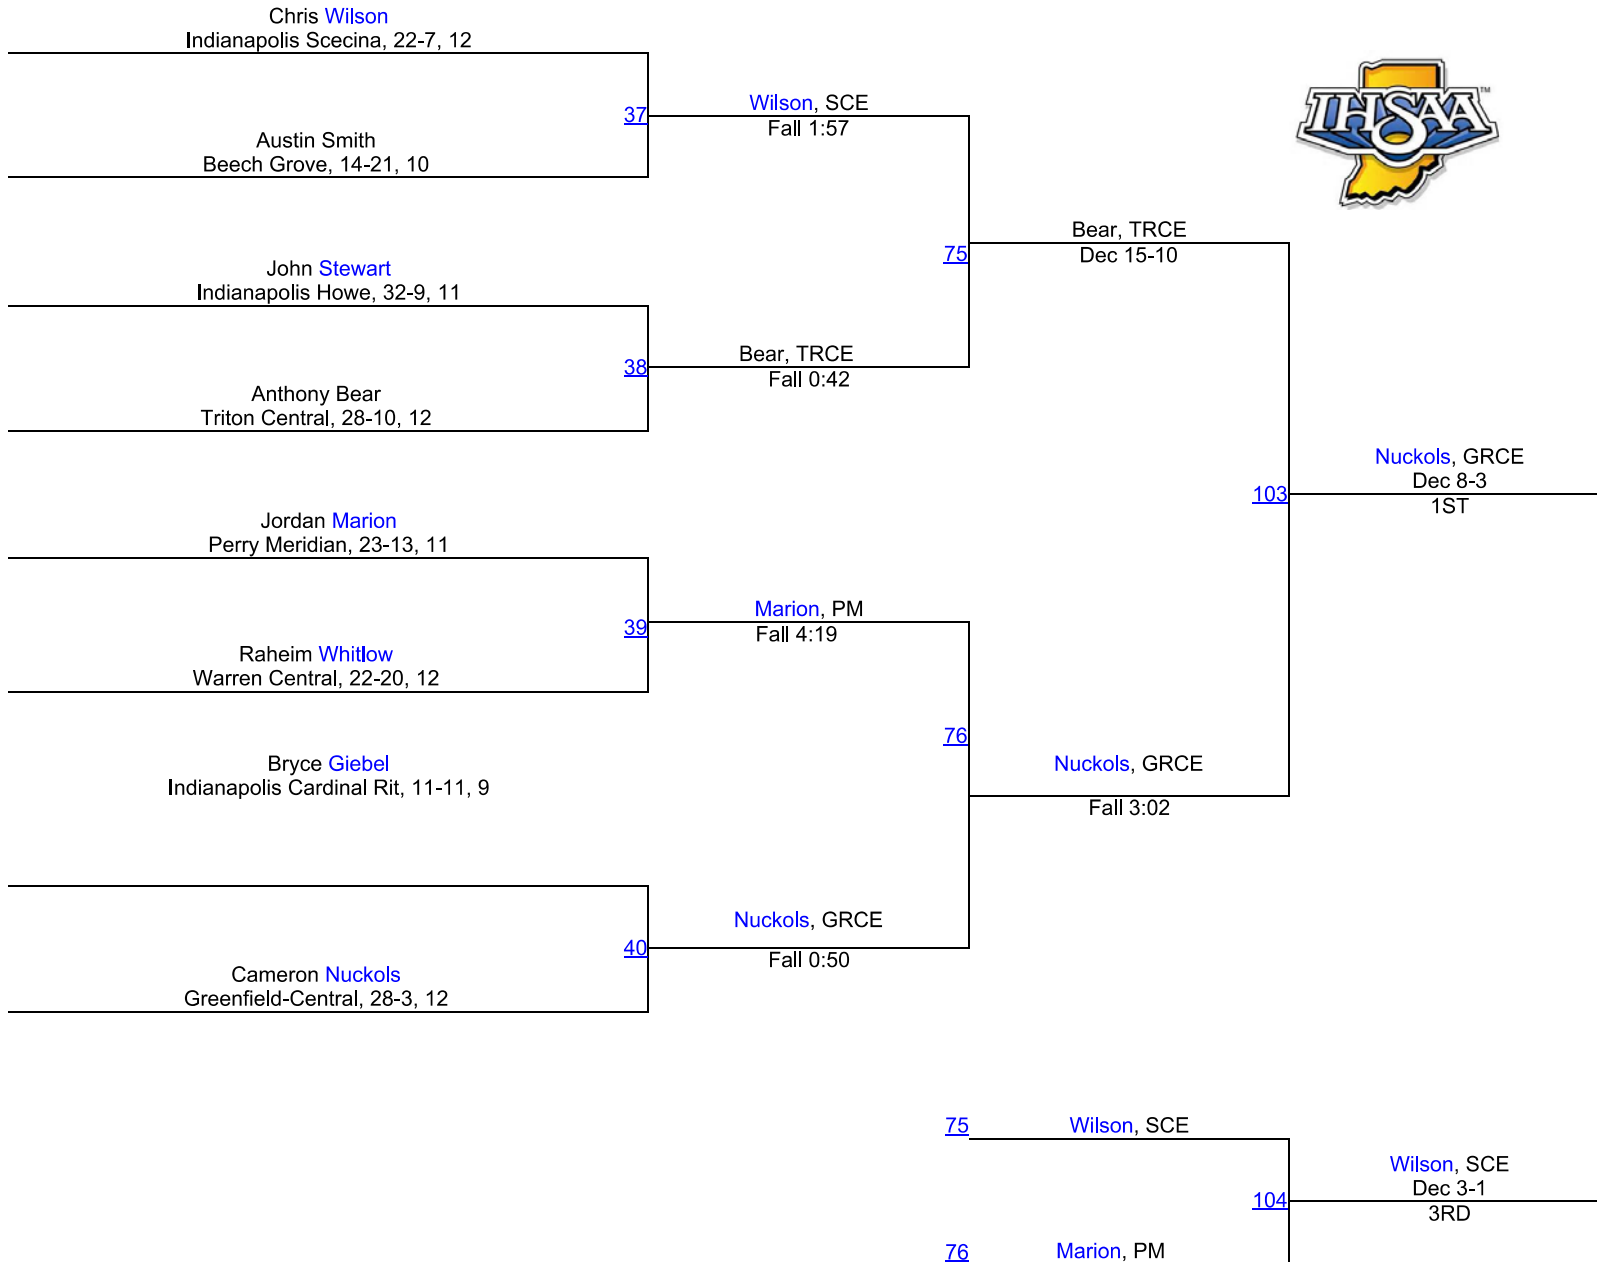 Chris Wilson
Indianapolis Scecina, 22-7, 12
37
Wilson, SCE
Fall 1:57
Austin Smith
Beech Grove, 14-21, 10
IHSAA™
75
Bear, TRCE
Dec 15-10
John Stewart
Indianapolis Howe, 32-9, 11
38
Bear, TRCE
Fall 0:42
Anthony Bear
Triton Central, 28-10, 12
103
Nuckols, GRCE
Dec 8-3
1ST
Jordan Marion
Perry Meridian, 23-13, 11
39
Marion, PM
Fall 4:19
Raheim Whitlow
Warren Central, 22-20, 12
76
Nuckols, GRCE
Fall 3:02
Bryce Giebel
Indianapolis Cardinal Rit, 11-11, 9
40
Nuckols, GRCE
Fall 0:50
Cameron Nuckols
Greenfield-Central, 28-3, 12
75
Wilson, SCE
104
Wilson, SCE
Dec 3-1
3RD
76
Marion, PM